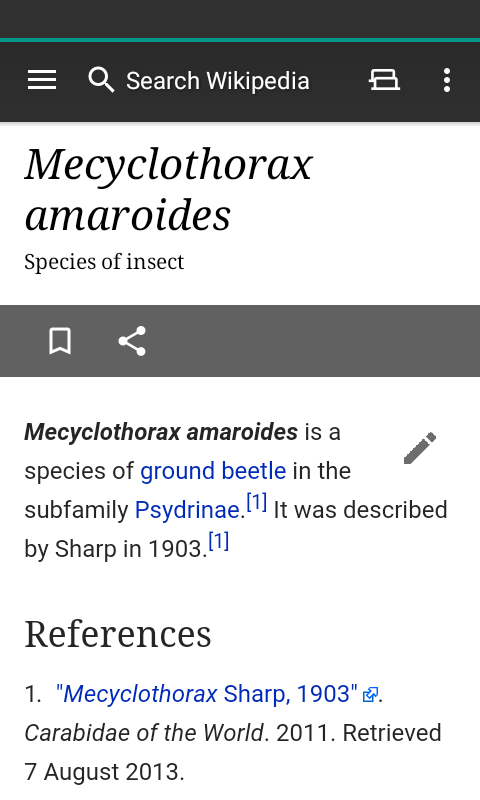 Search Wikipedia
Mecyclothorax
amaroides
Species of insect
Mecyclothorax amaroides is a
species of ground beetle in the
subfamily Psydrinae.[1] It was described
by Sharp in 1903.[1]
References
1. "Mecyclothorax Sharp, 1903".
Carabidae of the World. 2011. Retrieved
7 August 2013.